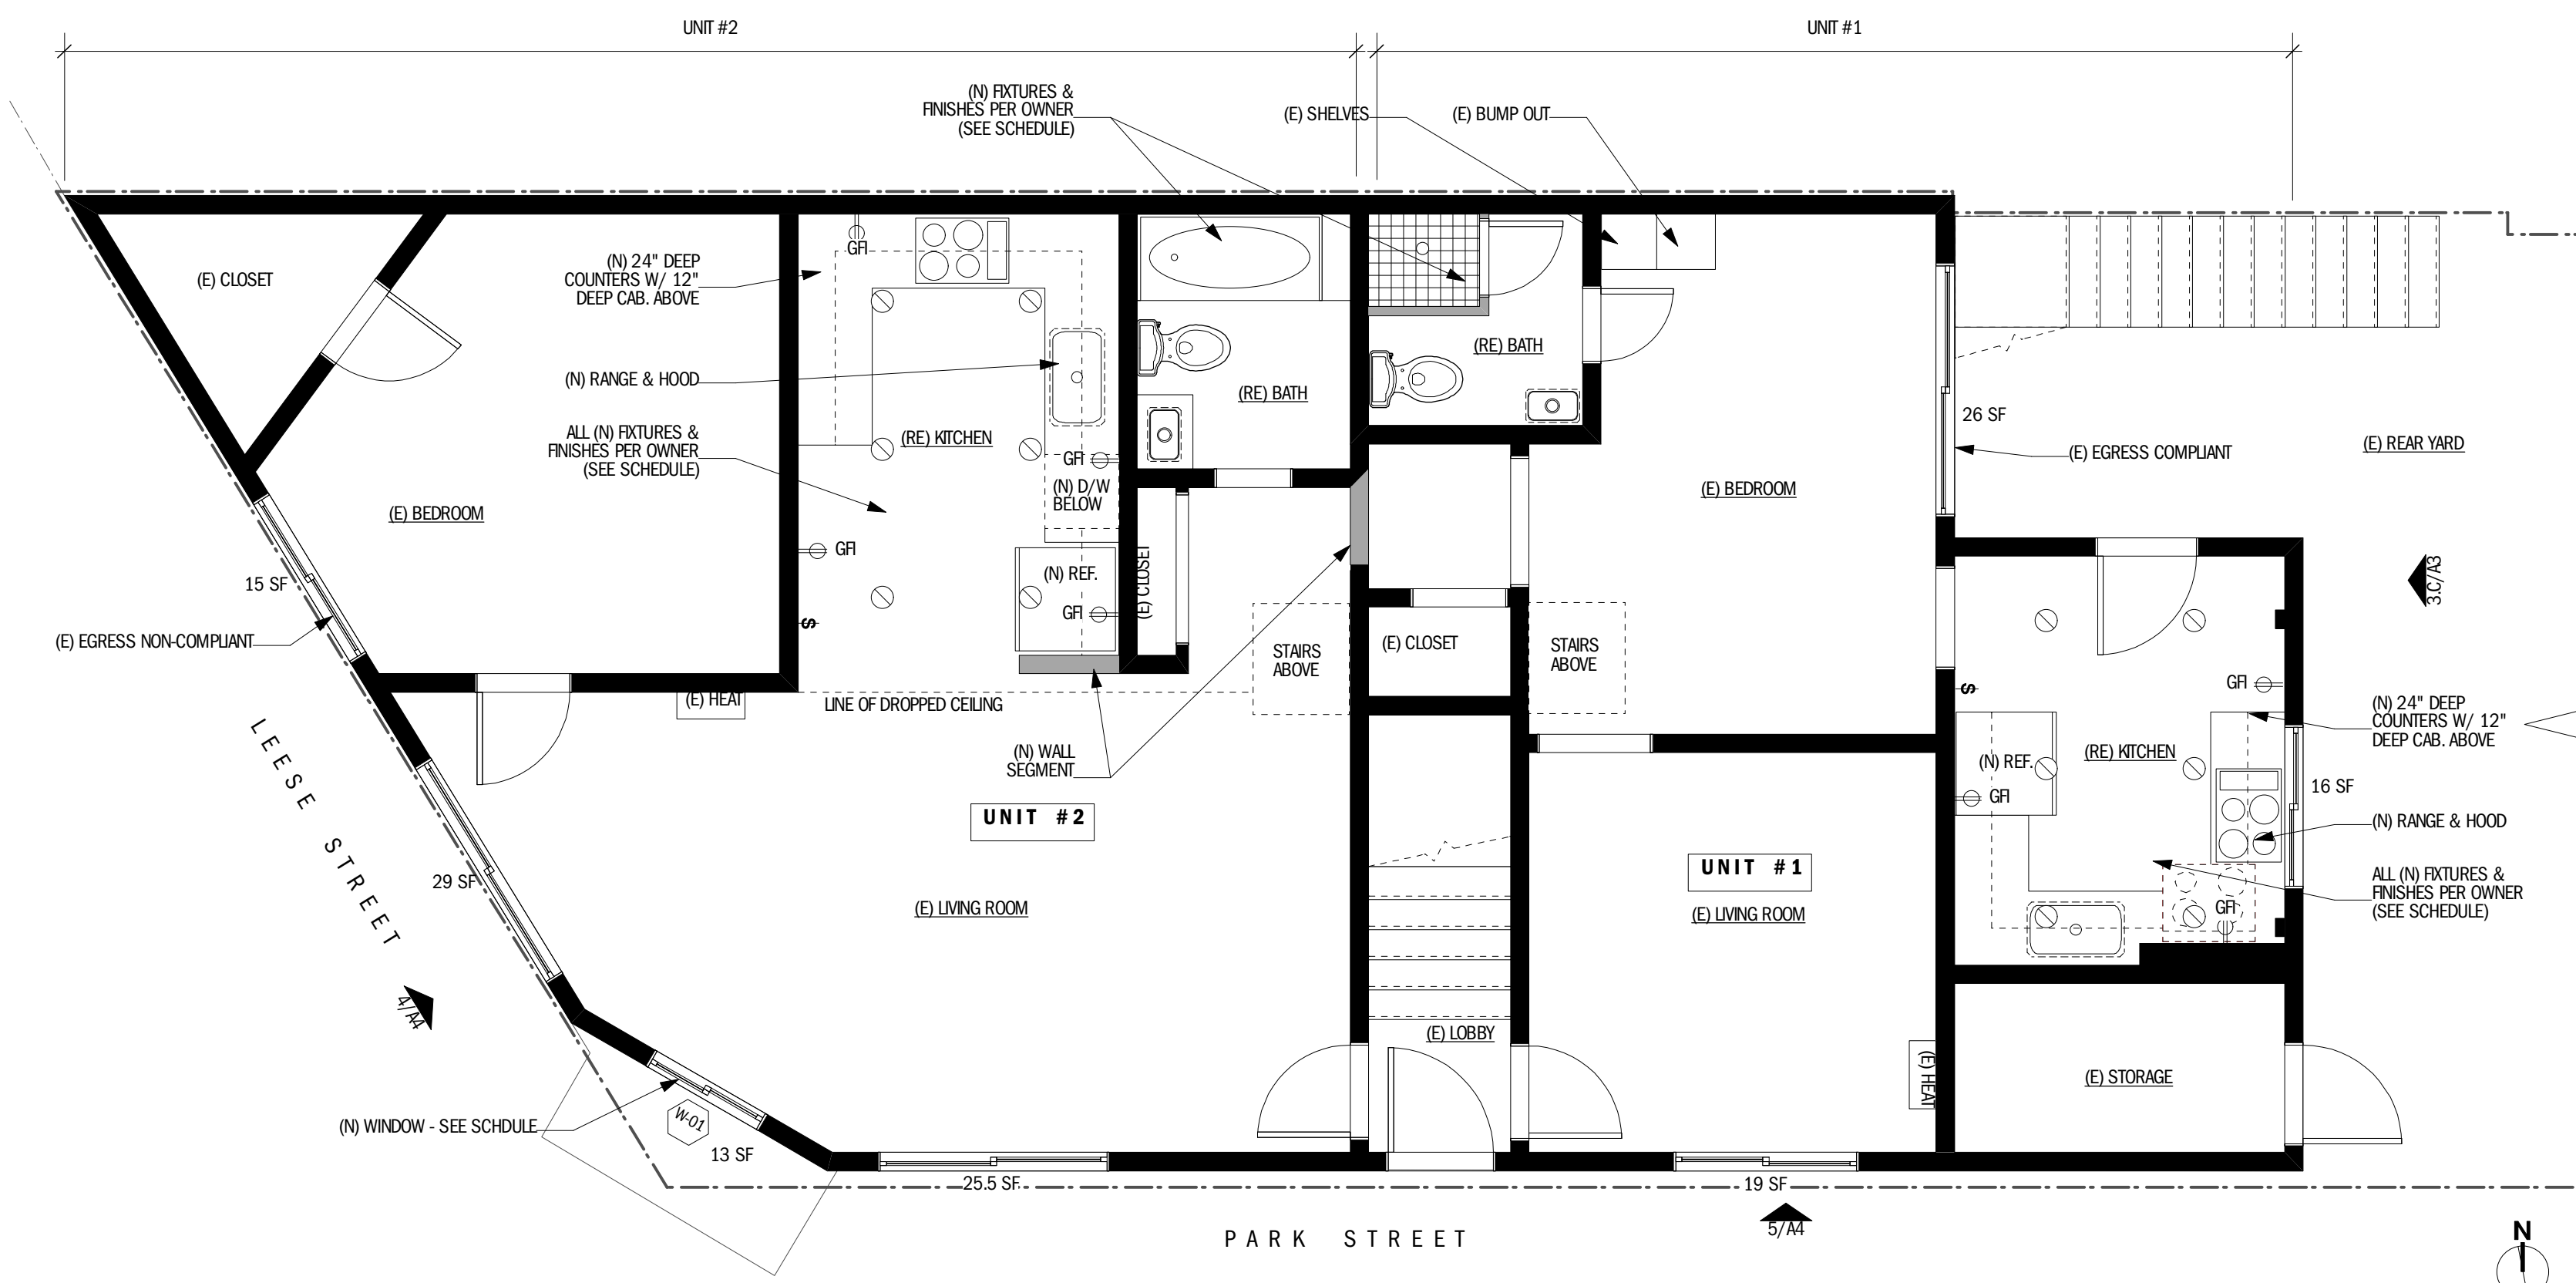 UNIT #2
UNIT #1
(N) FIXTURES &
FINISHES PER OWNER
(SEE SCHEDULE)
(E) SHELVES
(E) BUMP OUT
(E) CLOSET
(N) 24" DEEP
COUNTERS W/ 12"
DEEP CAB. ABOVE
GFI
(N) RANGE & HOOD
ALL (N) FIXTURES &
FINISHES PER OWNER
(SEE SCHEDULE)
(RE) KITCHEN
GFI
(N) D/W
BELOW
GFI
(N) REF.
GFI
S
(E) CLOSET
(RE) BATH
(RE) BATH
(E) BEDROOM
15 SF
(E) EGRESS NON-COMPLIANT
(E) HEAT
LINE OF DROPPED CEILING
STAIRS
ABOVE
(E) CLOSET
STAIRS
ABOVE
(E) BEDROOM
26 SF
(E) EGRESS COMPLIANT
(E) REAR YARD
3.C/A3
S
GFI
(N) 24" DEEP
COUNTERS W/ 12"
DEEP CAB. ABOVE
(RE) KITCHEN
(N) REF.
GFI
16 SF
(N) RANGE & HOOD
ALL (N) FIXTURES &
FINISHES PER OWNER
(SEE SCHEDULE)
GFI
(N) WALL
SEGMENT
UNIT #2
(E) LIVING ROOM
UNIT #1
(E) LIVING ROOM
LEESE STREET
29 SF
4/A4
(E) LOBBY
(E) HEAT
(E) STORAGE
(N) WINDOW - SEE SCHDULE
W-01
13 SF
25.5 SF
19 SF
5/A4
PARK STREET
N